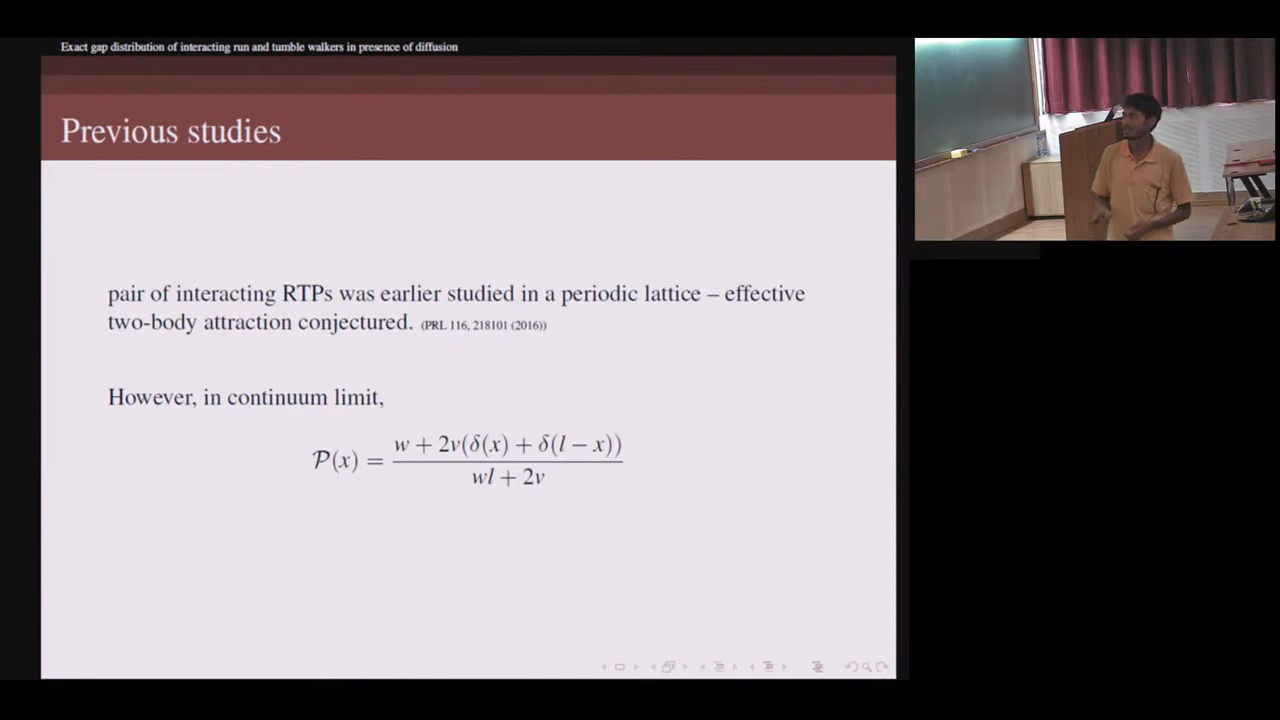 Exact gap distribution of interacting run and tumble walkers in presence of diffusion
Previous studies
pair of interacting RTPs was earlier studied in a periodic lattice – effective
two-body attraction conjectured. (PRL 116, 218101 (2016))
However, in continuum limit,
𝒫(x) = \frac{w + 2v(δ(x) + δ(l − x))}{wl + 2v}